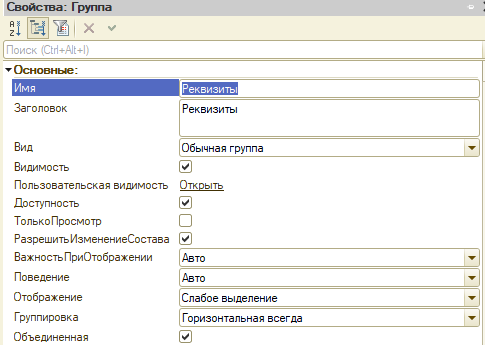 Свойства: Группа
Поиск (Ctrl+Alt+I)
Основные:
Имя Реквизиты
Заголовок Реквизиты
Вид Обычная группа
Видимость
Пользовательская видимость Открыть
Доступность
ТолькоПросмотр
РазрешитьИзменениеСостава
ВажностьПриОтображении Авто
Поведение Авто
Отображение Слабое выделение
Группировка Горизонтальная всегда
Объединенная